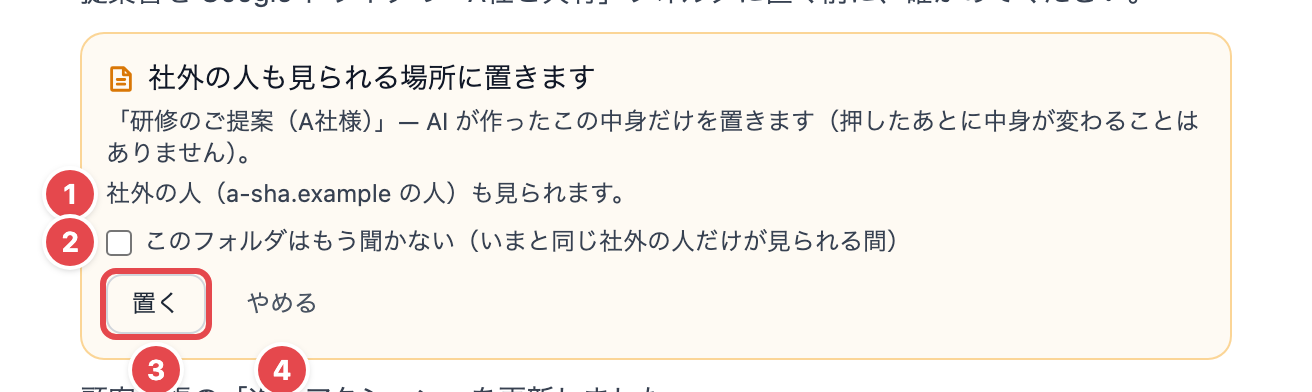 社外の人も見られる場所に置きます
「研修のご提案（A社様）」— AI が作ったこの中身だけを置きます（押したあとに中身が変わることは
ありません）。
1 社外の人（a-sha.example の人）も見られます。
2 このフォルダはもう聞かない（いまと同じ社外の人だけが見られる間）
置く やめる
3 4